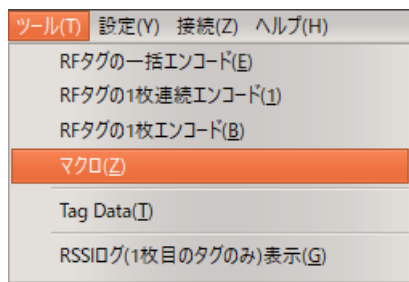 ツール(T) 設定(Y) 接続(Z) ヘルプ(H)
RFタグの一括エンコード(E)
RFタグの1枚連続エンコード(1)
RFタグの1枚エンコード(B)
マクロ(Z)
Tag Data(T)
RSSIログ(1枚目のタグのみ)表示(G)